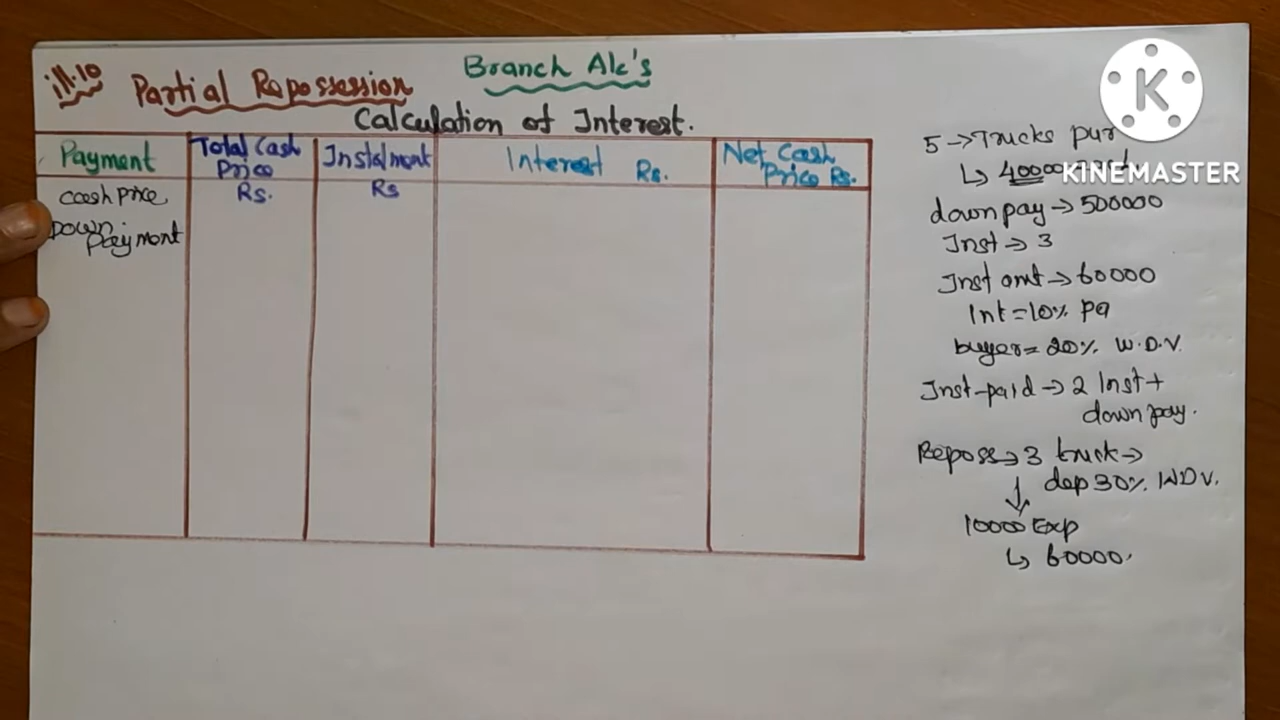 ill.10
Partial Repossession
Branch A/c's
Calculation of Interest.
Payment
Total Cash
Price
Rs.
Instalment
Rs
Interest Rs.
Net Cash
Price Rs.
Cash price
Down
Payment
5 → Trucks pur
↳ 40000
down pay → 500000
Inst → 3
Inst amt → 60000
Int = 10% pa
buyer = 20% W.D.V.
Inst-paid → 2 Inst +
down pay.
Reposs → 3 truck →
dep 30% WDV.
↓
10000 Exp
↳ 60000.
K
KINEMASTER